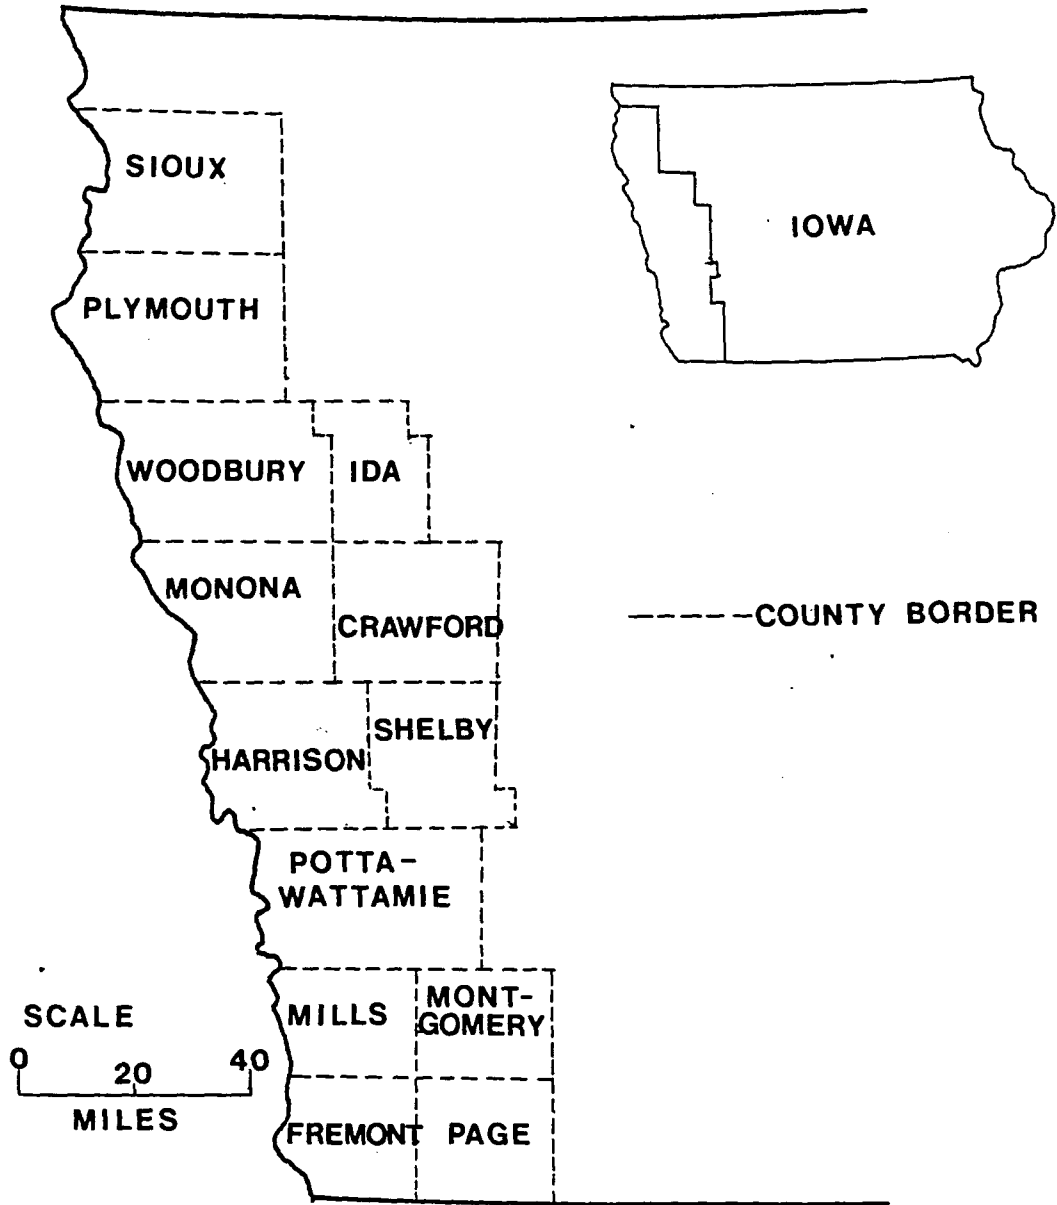 SIOUX
IOWA
PLYMOUTH
WOODBURY
IDA
MONONA
CRAWFORD
-----COUNTY BORDER
SHELBY
HARRISON
POTTA-
WATTAMIE
MILLS
MONT-
GOMERY
SCALE
0 20 40
MILES
FREMONT
PAGE